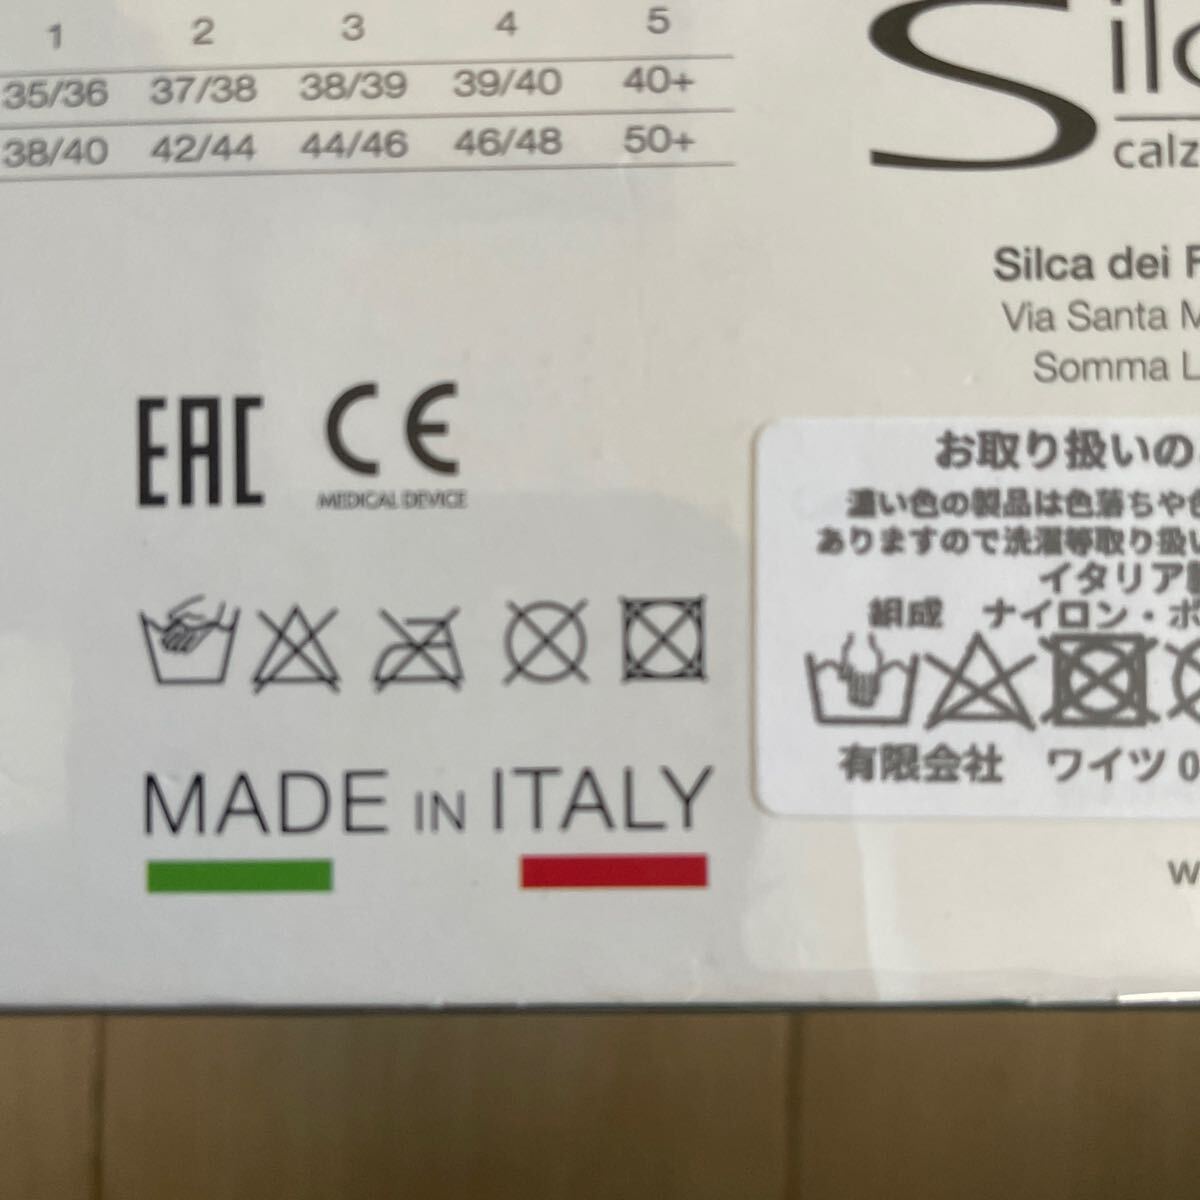 1 2 3 4 5
35/36 37/38 38/39 39/40 40+
38/40 42/44 44/46 46/48 50+
Silc
calz
Silca dei F
Via Santa M
Somma L
EAC CE
MEDICAL DEVICE
お取り扱いの
濃い色の製品は色落ちや色
ありますので洗濯等取り扱い
イタリア製
組成 ナイロン・ポ
有限会社 ワイツ 0
MADE IN ITALY
w